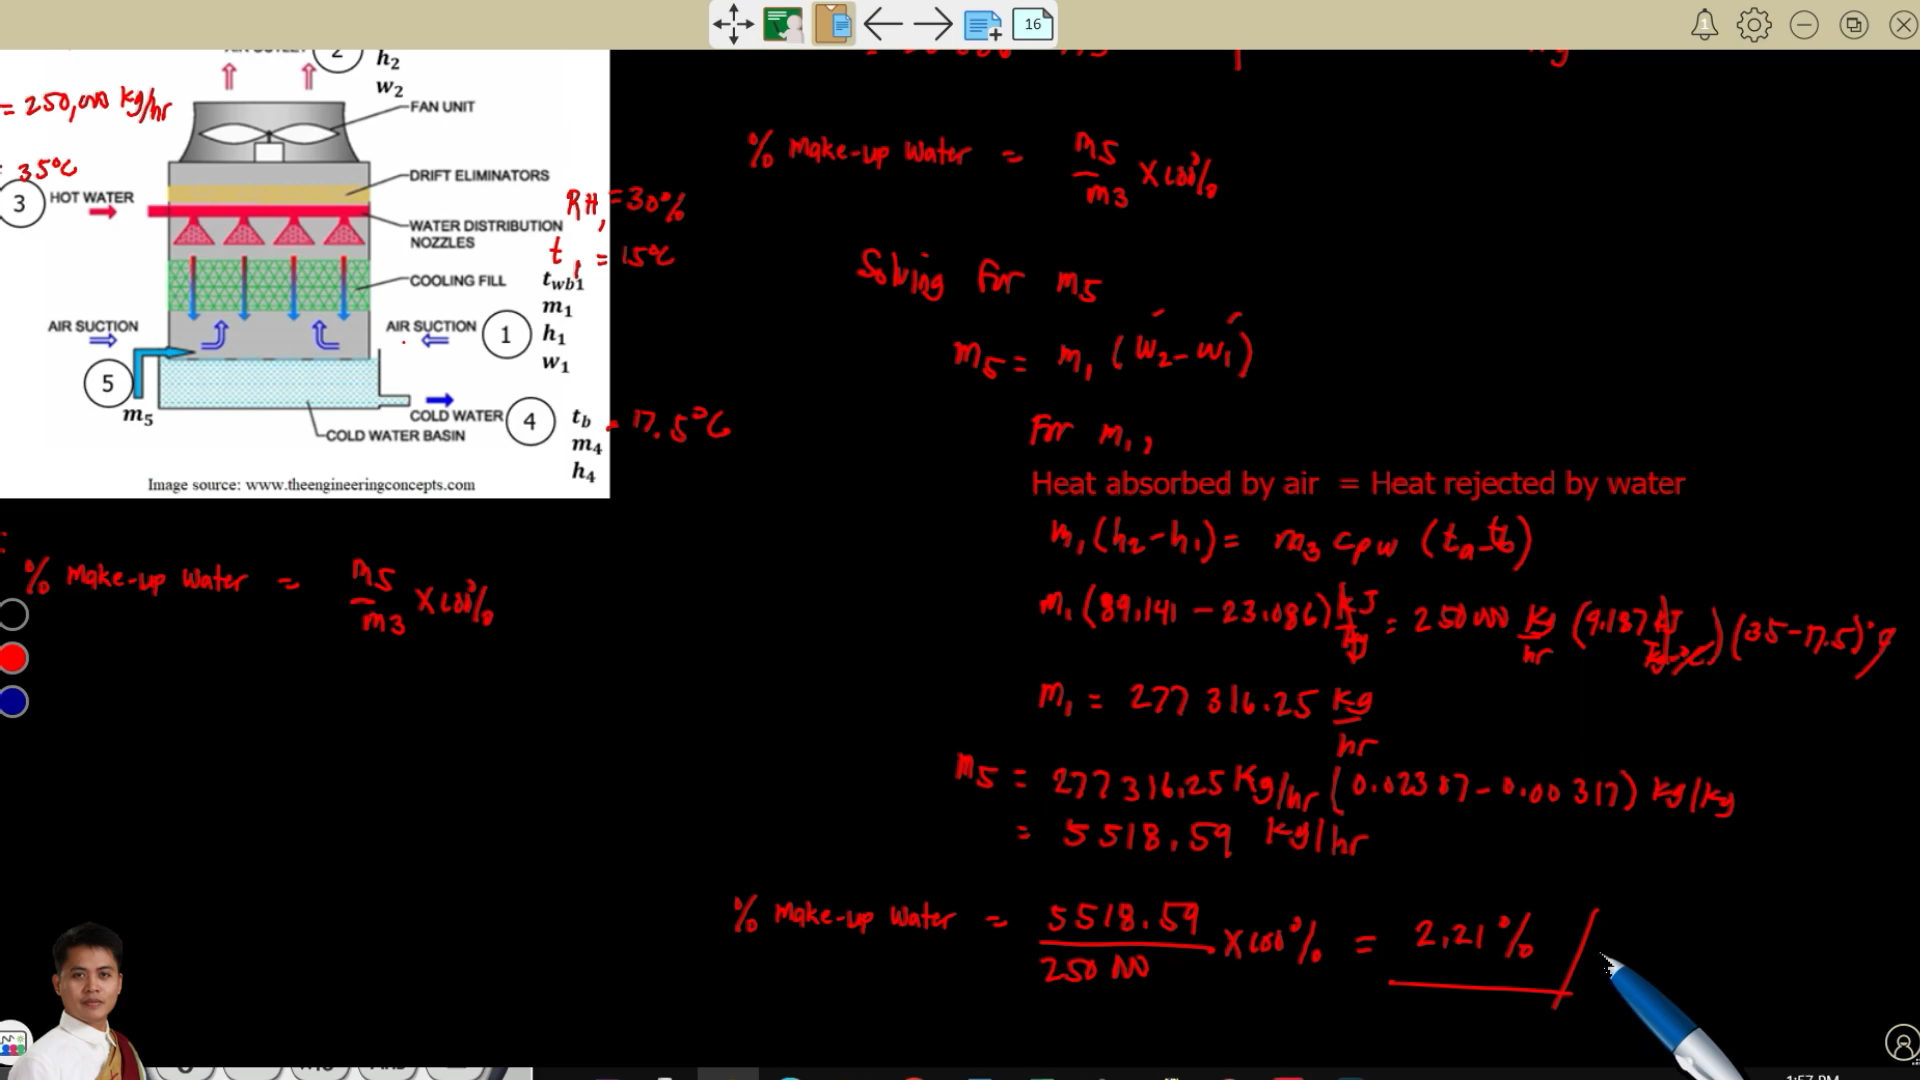 16
1
2
h₂
w₂
= 250,000 kg/hr
FAN UNIT
= 35°C
DRIFT ELIMINATORS
3
HOT WATER
RH₁ = 30%
WATER DISTRIBUTION
NOZZLES
t₁ = 15°C
COOLING FILL
t_wb1
m₁
AIR SUCTION
AIR SUCTION
1
h₁
w₁
5
m₅
COLD WATER
4
t_b = 17.5°C
COLD WATER BASIN
m₄
h₄
Image source: www.theengineeringconcepts.com
% Make-up Water = m5/m3 x 100%
% Make-up Water = m5/m3 x 100%
Solving for m5
m5 = m₁ (w₂ - w₁)
For m₁,
Heat absorbed by air = Heat rejected by water
m₁ (h₂ - h₁) = m3 cpw (ta - tb)
m₁ (89.141 - 23.086) kJ/kg = 250 000 kg/hr (4.187 kJ/kg-°C) (35 - 17.5)°C
m₁ = 277 316.25 kg/hr
m5 = 277 316.25 kg/hr (0.02307 - 0.00317) kg/kg
= 5518.59 kg/hr
% Make-up Water = 5518.59/250 000 x 100% = 2.21%